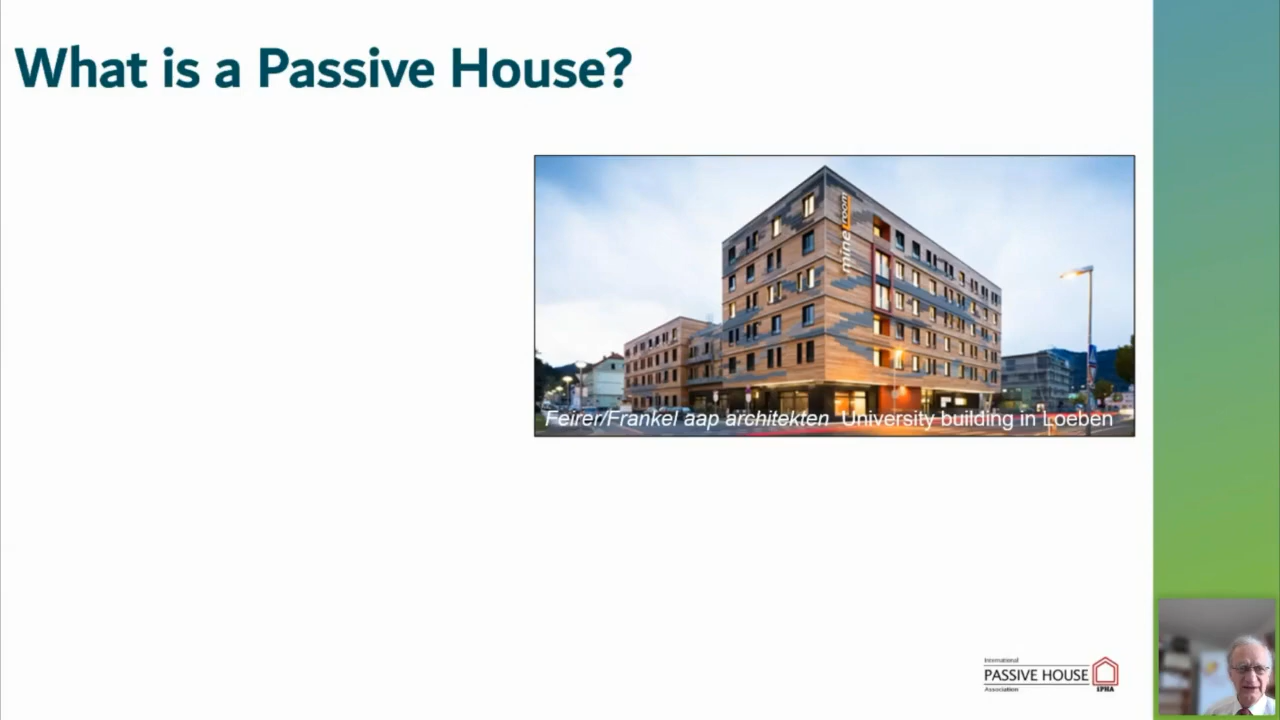 What is a Passive House?
mineroom
Feirer/Frankel aap architekten University building in Loeben
International
PASSIVE HOUSE
Association
iPHA